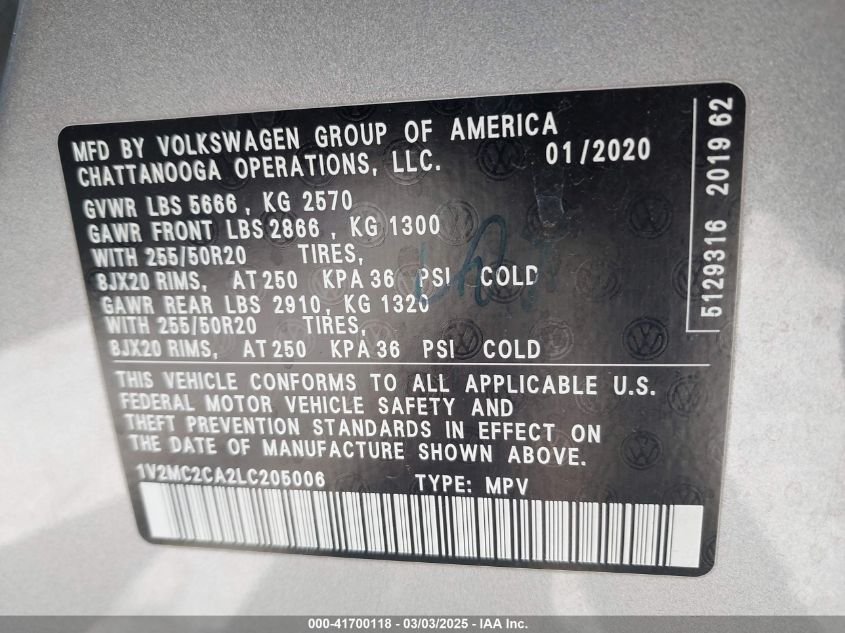 MFD BY VOLKSWAGEN GROUP OF AMERICA
CHATTANOOGA OPERATIONS, LLC. 01/2020
GVWR LBS 5666 , KG 2570
GAWR FRONT LBS 2866 , KG 1300
WITH 255/50R20 TIRES,
8JX20 RIMS, AT 250 KPA 36 PSI COLD
GAWR REAR LBS 2910, KG 1320
WITH 255/50R20 TIRES,
8JX20 RIMS, AT 250 KPA 36 PSI COLD
THIS VEHICLE CONFORMS TO ALL APPLICABLE U.S.
FEDERAL MOTOR VEHICLE SAFETY AND
THEFT PREVENTION STANDARDS IN EFFECT ON
THE DATE OF MANUFACTURE SHOWN ABOVE.
1V2MC2CA2LC205006 TYPE: MPV
5129316 2019 62
000-41700118 - 03/03/2025 - IAA Inc.